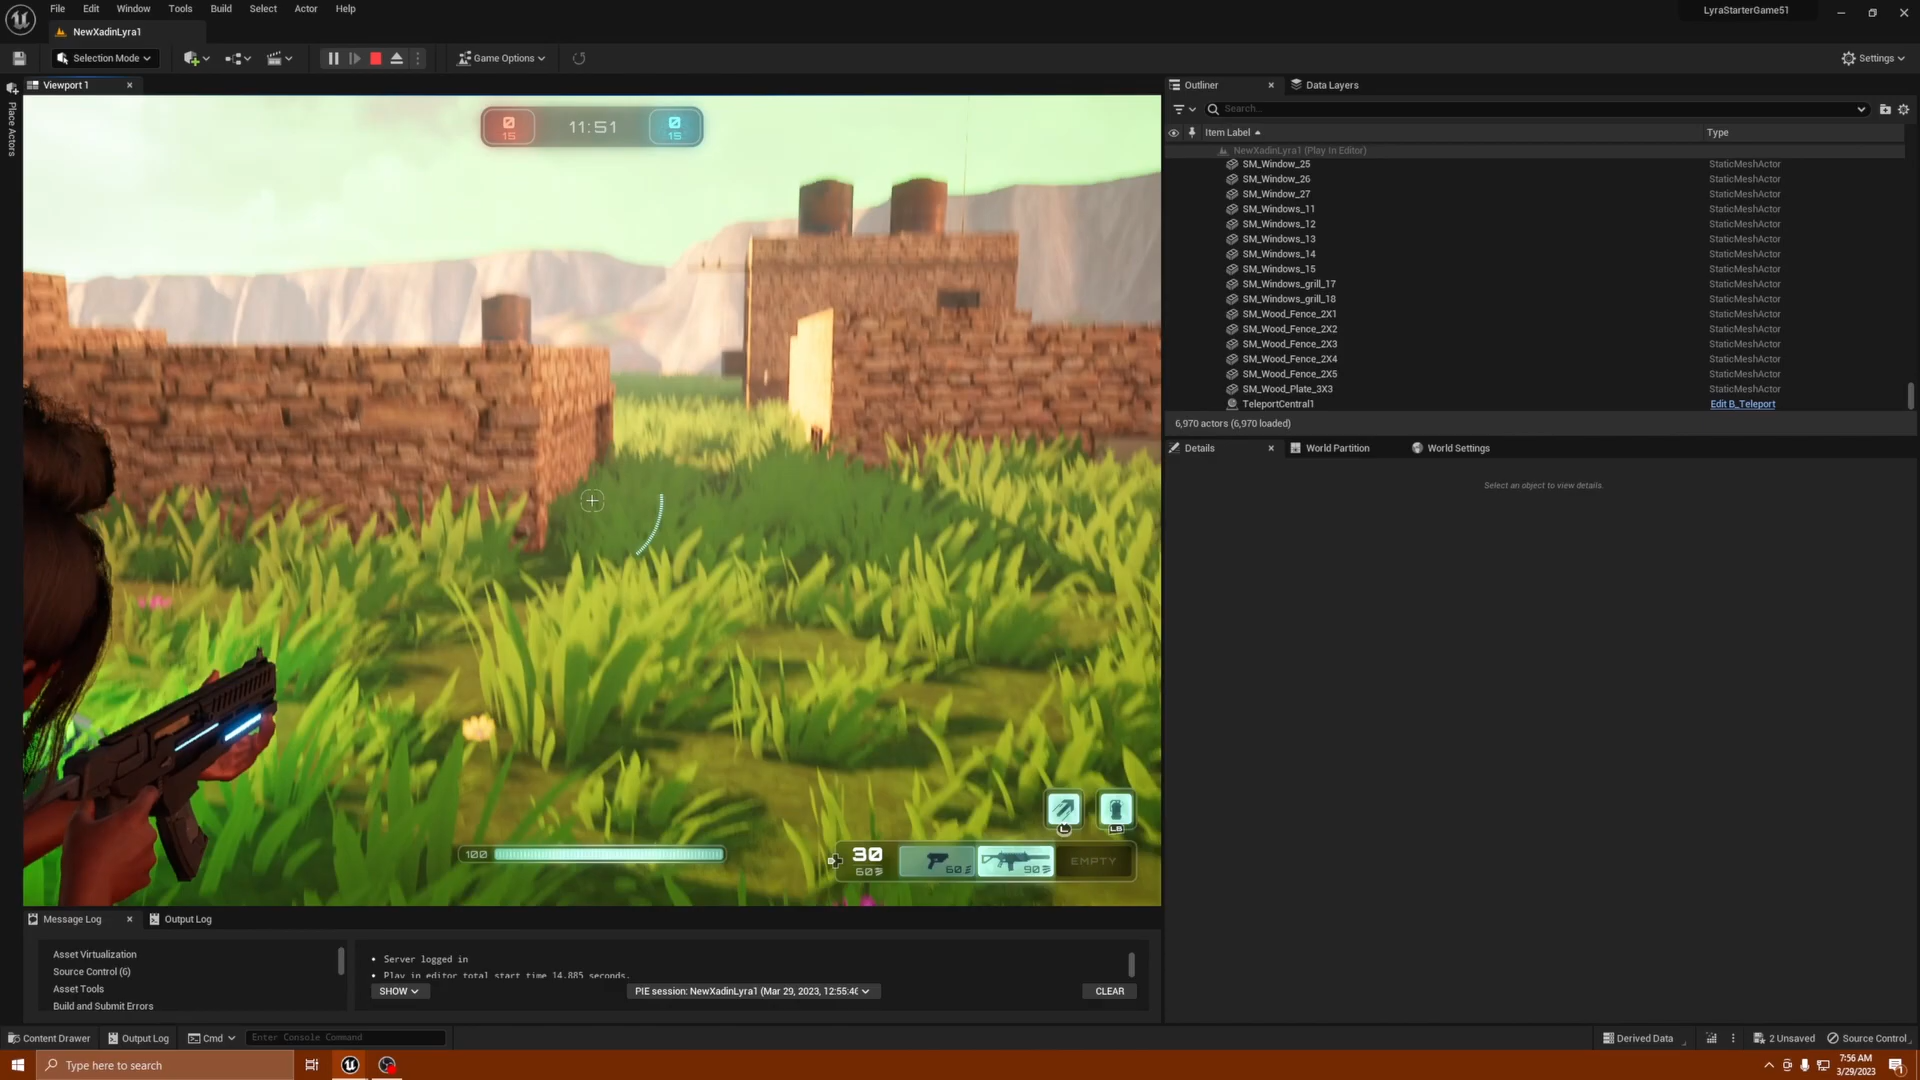 File Edit Window Tools Build Select Actor Help
LyraStarterGame51
NewXadinLyra1
Selection Mode
Game Options
Settings
Viewport 1
Place Actors
0 15
11:51
0 15
100
30
60
60
90
EMPTY
L
LB
Outliner
Data Layers
Search...
Item Label
Type
NewXadinLyra1 (Play In Editor)
SM_Window_25 StaticMeshActor
SM_Window_26 StaticMeshActor
SM_Window_27 StaticMeshActor
SM_Windows_11 StaticMeshActor
SM_Windows_12 StaticMeshActor
SM_Windows_13 StaticMeshActor
SM_Windows_14 StaticMeshActor
SM_Windows_15 StaticMeshActor
SM_Windows_grill_17 StaticMeshActor
SM_Windows_grill_18 StaticMeshActor
SM_Wood_Fence_2X1 StaticMeshActor
SM_Wood_Fence_2X2 StaticMeshActor
SM_Wood_Fence_2X3 StaticMeshActor
SM_Wood_Fence_2X4 StaticMeshActor
SM_Wood_Fence_2X5 StaticMeshActor
SM_Wood_Plate_3X3 StaticMeshActor
TeleportCentral1 Edit B_Teleport
6,970 actors (6,970 loaded)
Details
World Partition
World Settings
Select an object to view details.
Message Log
Output Log
Asset Virtualization
Source Control (6)
Asset Tools
Build and Submit Errors
• Server logged in
• Play in editor total start time 14.885 seconds.
SHOW
PIE session: NewXadinLyra1 (Mar 29, 2023, 12:55:46
CLEAR
Content Drawer
Output Log
Cmd
Enter Console Command
Derived Data
2 Unsaved
Source Control
Type here to search
7:56 AM
3/29/2023
1